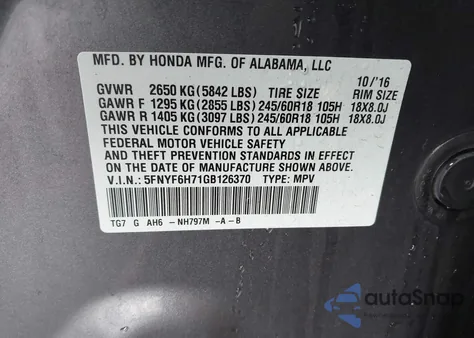 MFD. BY HONDA MFG. OF ALABAMA, LLC
10/'16
GVWR 2650 KG (5842 LBS) TIRE SIZE RIM SIZE
GAWR F 1295 KG (2855 LBS) 245/60R18 105H 18X8.0J
GAWR R 1405 KG (3097 LBS) 245/60R18 105H 18X8.0J
THIS VEHICLE CONFORMS TO ALL APPLICABLE
FEDERAL MOTOR VEHICLE SAFETY
AND THEFT PREVENTION STANDARDS IN EFFECT
ON THE DATE OF MANUFACTURE SHOWN ABOVE.
V.I.N.: 5FNYF6H71GB126370 TYPE: MPV
TG7 G AH6 -NH797M -A-B
autoSnap